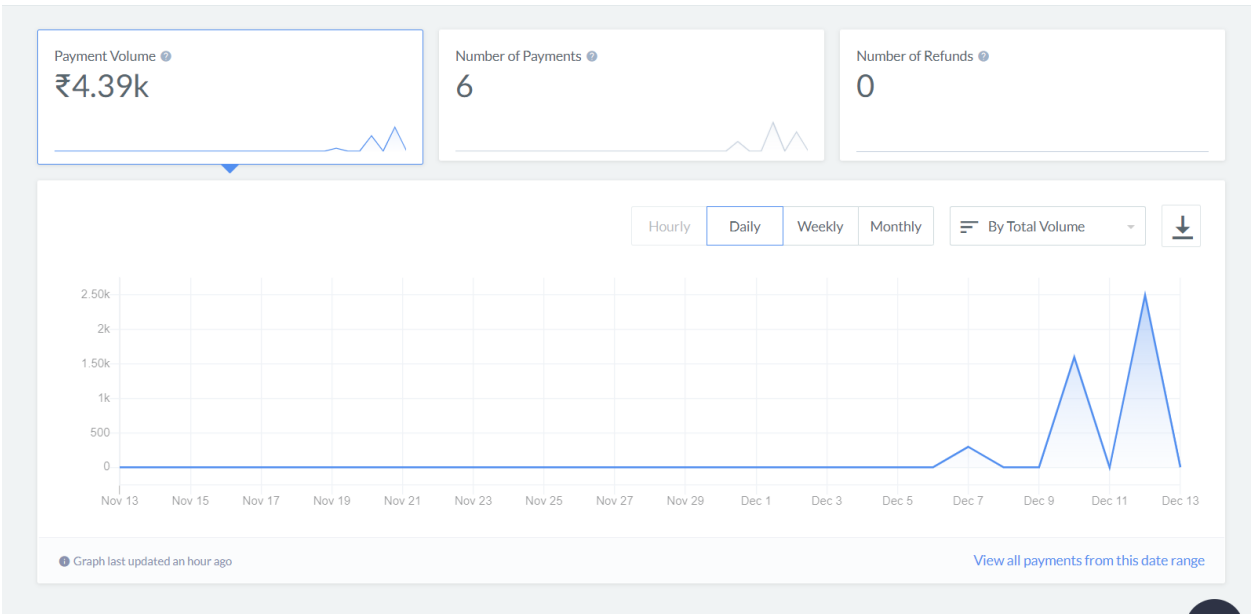 Payment Volume
₹4.39k
Number of Payments
6
Number of Refunds
0
Hourly Daily Weekly Monthly By Total Volume
2.50k
2k
1.50k
1k
500
0
Nov 13 Nov 15 Nov 17 Nov 19 Nov 21 Nov 23 Nov 25 Nov 27 Nov 29 Dec 1 Dec 3 Dec 5 Dec 7 Dec 9 Dec 11 Dec 13
Graph last updated an hour ago
View all payments from this date range